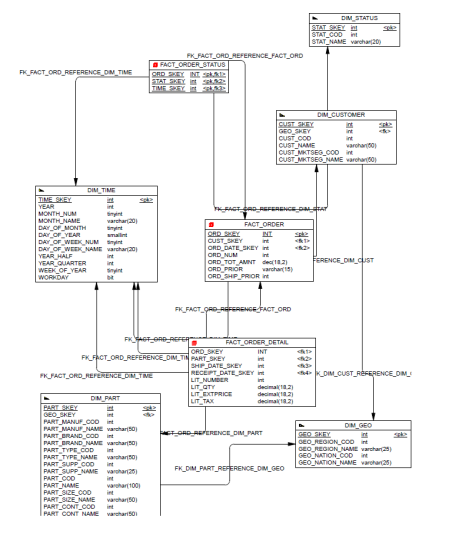 DIM_STATUS
STAT_SKEY int <pk>
STAT_COD int
STAT_NAME varchar(20)
FK_FACT_ORD_REFERENCE_FACT_ORD
FACT_ORDER_STATUS
ORD_SKEY INT <pk,fk1>
STAT_SKEY int <pk,fk2>
TIME_SKEY int <pk,fk3>
FK_FACT_ORD_REFERENCE_DIM_TIME
DIM_CUSTOMER
CUST_SKEY int <pk>
GEO_SKEY int <fk>
CUST_COD int
CUST_NAME varchar(50)
CUST_MKTSEG_COD int
CUST_MKTSEG_NAME varchar(50)
DIM_TIME
TIME_SKEY int <pk>
YEAR int
MONTH_NUM tinyint
MONTH_NAME varchar(20)
DAY_OF_MONTH tinyint
DAY_OF_YEAR smallint
DAY_OF_WEEK_NUM tinyint
DAY_OF_WEEK_NAME varchar(20)
YEAR_HALF int
YEAR_QUARTER int
WEEK_OF_YEAR tinyint
WORKDAY bit
FK_FACT_ORD_REFERENCE_DIM_STAT
FACT_ORDER
ORD_SKEY INT <pk>
CUST_SKEY int <fk1>
ORD_DATE_SKEY int <fk2>
ORD_NUM int
ORD_TOT_AMNT dec(18,2)
ORD_PRIOR varchar(15)
ORD_SHIP_PRIOR int
FERENCE_DIM_CUST
FK_FACT_ORD_REFERENCE_FACT_ORD
FK_FACT_ORD_REFERENCE
FK_FACT_ORD_REFERENCE_DIM_TIM
FK_FACT_ORD_REFERENCE_DIM_TIME
FACT_ORDER_DETAIL
ORD_SKEY INT <fk1>
PART_SKEY int <fk2>
SHIP_DATE_SKEY int <fk3>
RECEIPT_DATE_SKEY int <fk4>
LIT_NUMBER int
LIT_QTY decimal(18,2)
LIT_EXTPRICE decimal(18,2)
LIT_TAX decimal(18,2)
K_DIM_CUST_REFERENCE_DIM_
DIM_PART
PART_SKEY int <pk>
GEO_SKEY int <fk>
PART_MANUF_COD int
PART_MANUF_NAME varchar(50)
PART_BRAND_COD int
PART_BRAND_NAME varchar(50)
PART_TYPE_COD int
PART_TYPE_NAME varchar(50)
PART_SUPP_COD int
PART_SUPP_NAME varchar(25)
PART_COD int
PART_NAME varchar(100)
PART_SIZE_COD int
PART_SIZE_NAME varchar(50)
PART_CONT_COD int
PART_CONT_NAME varchar(50)
ACT_ORD_REFERENCE_DIM_PART
FK_DIM_PART_REFERENCE_DIM_GEO
DIM_GEO
GEO_SKEY int <pk>
GEO_REGION_COD int
GEO_REGION_NAME varchar(25)
GEO_NATION_COD int
GEO_NATION_NAME varchar(25)